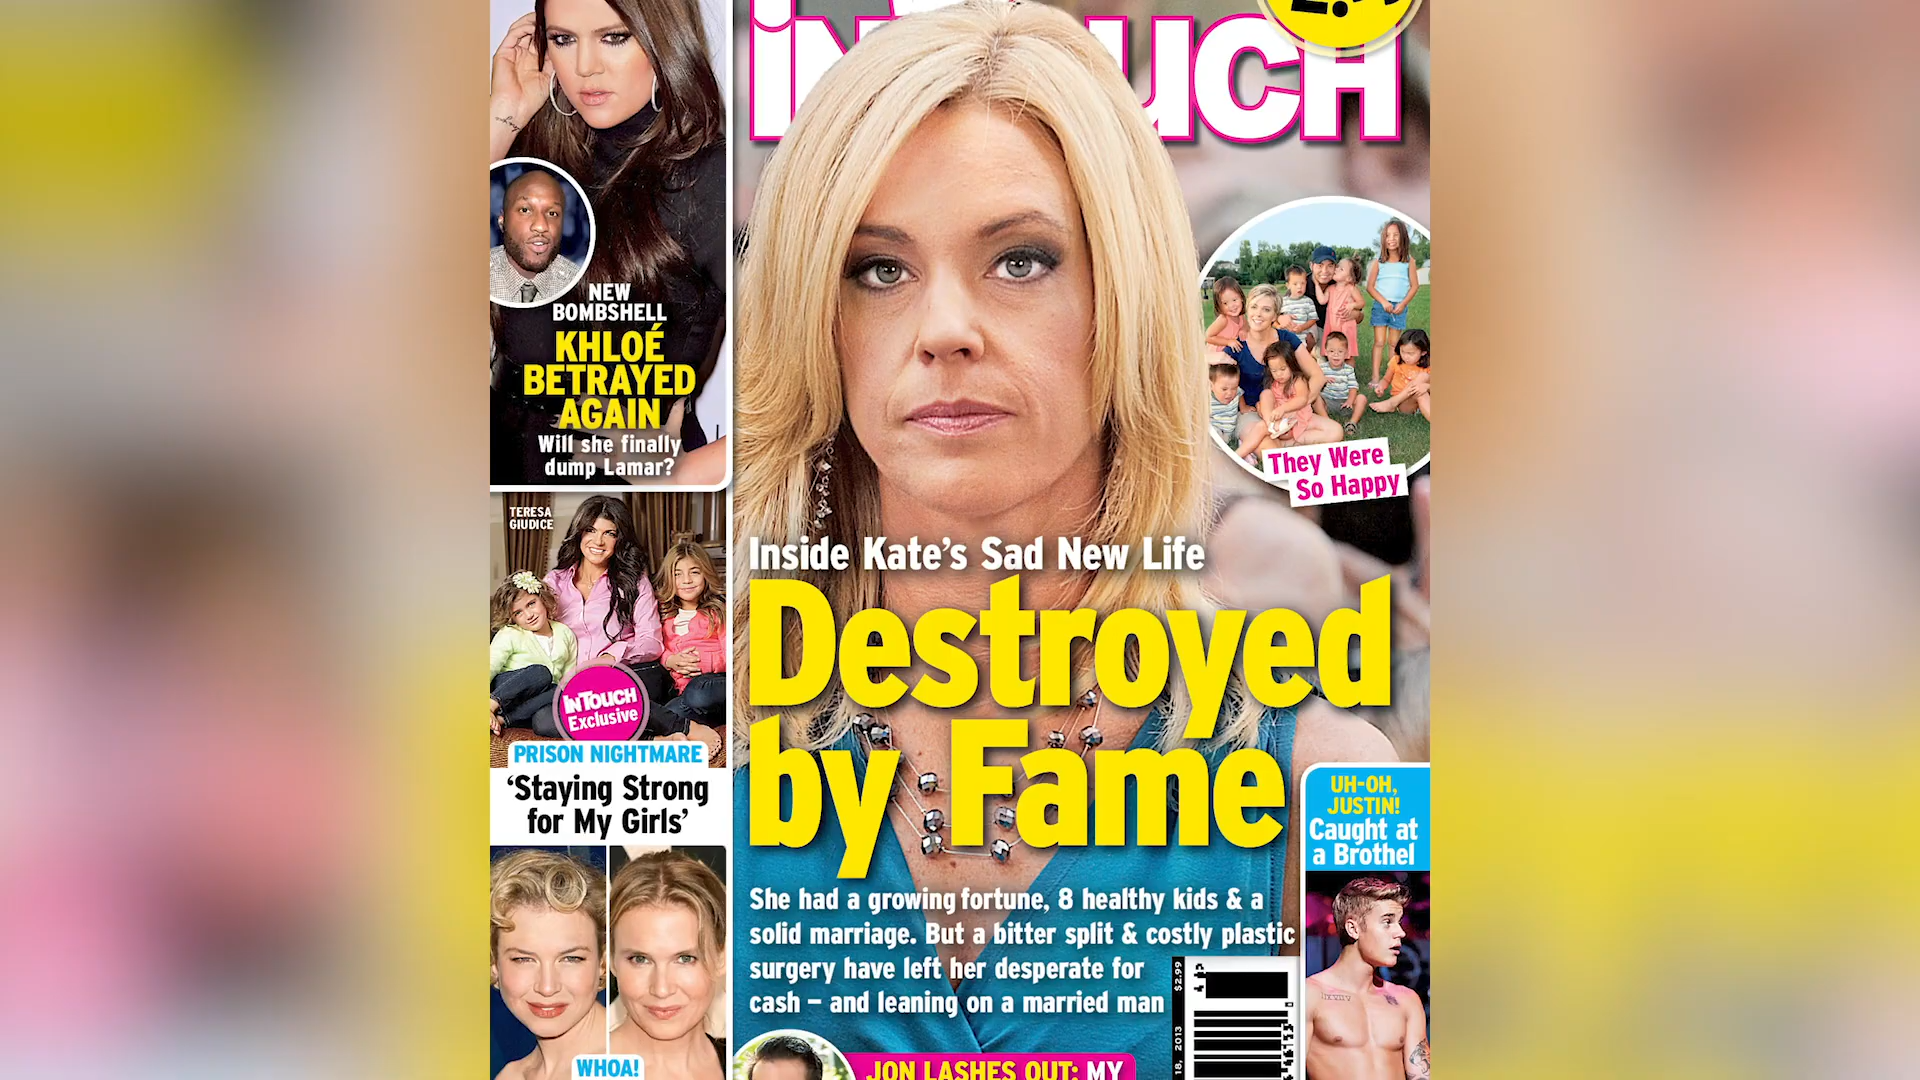 InTOUCH
NEW
BOMBSHELL
KHLOÉ
BETRAYED
AGAIN
Will she finally
dump Lamar?
TERESA
GIUDICE
InTOUCH
Exclusive
PRISON NIGHTMARE
‘Staying Strong
for My Girls’
WHOA!
They Were
So Happy
Inside Kate’s Sad New Life
Destroyed
by Fame
She had a growing fortune, 8 healthy kids & a
solid marriage. But a bitter split & costly plastic
surgery have left her desperate for
cash – and leaning on a married man
JON LASHES OUT: MY
UH-OH,
JUSTIN!
Caught at
a Brothel
$2.99
18, 2013